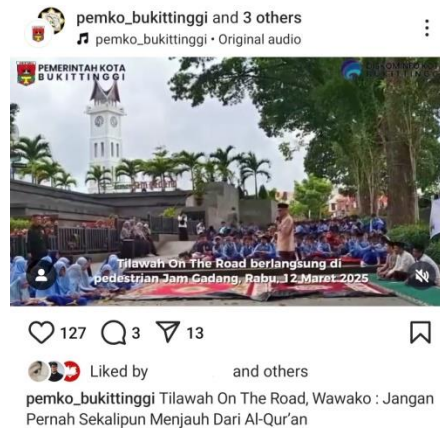 pemko_bukittinggi and 3 others
pemko_bukittinggi • Original audio
PEMERINTAH KOTA
BUKITTINGGI
Tilawah On The Road berlangsung di
pedestrian Jam Gadang, Rabu, 12 Maret 2025
127 3 13
Liked by and others
pemko_bukittinggi Tilawah On The Road, Wawako : Jangan
Pernah Sekalipun Menjauh Dari Al-Qur'an